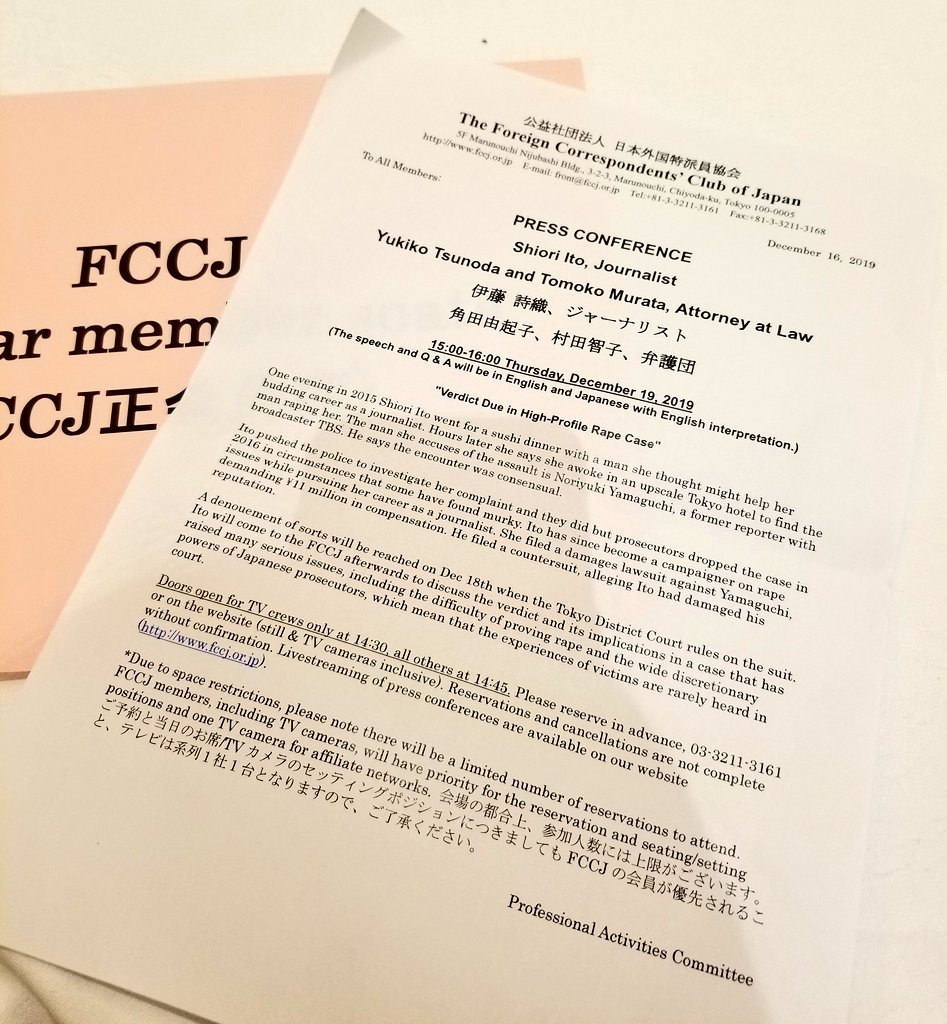 FCCJ
ar mem
CCJ正会
公益社団法人 日本外国特派員協会
The Foreign Correspondents' Club of Japan
5F Marunouchi Nijubashi Bldg., 3-2-3, Marunouchi, Chiyoda-ku, Tokyo 100-0005
http://www.fccj.or.jp E-mail: front@fccj.or.jp Tel:+81-3-3211-3161 Fax:+81-3-3211-3168
To All Members:
December 16, 2019
PRESS CONFERENCE
Shiori Ito, Journalist
Yukiko Tsunoda and Tomoko Murata, Attorney at Law
伊藤 詩織、ジャーナリスト
角田由起子、村田智子、弁護団
15:00-16:00 Thursday, December 19, 2019
(The speech and Q & A will be in English and Japanese with English interpretation.)
"Verdict Due in High-Profile Rape Case"
One evening in 2015 Shiori Ito went for a sushi dinner with a man she thought might help her
budding career as a journalist. Hours later she says she awoke in an upscale Tokyo hotel to find the
man raping her. The man she accuses of the assault is Noriyuki Yamaguchi, a former reporter with
broadcaster TBS. He says the encounter was consensual.
Ito pushed the police to investigate her complaint and they did but prosecutors dropped the case in
2016 in circumstances that some have found murky. Ito has since become a campaigner on rape
issues while pursuing her career as a journalist. She filed a damages lawsuit against Yamaguchi,
demanding ¥11 million in compensation. He filed a countersuit, alleging Ito had damaged his
reputation.
A denouement of sorts will be reached on Dec 18th when the Tokyo District Court rules on the suit.
Ito will come to the FCCJ afterwards to discuss the verdict and its implications in a case that has
raised many serious issues, including the difficulty of proving rape and the wide discretionary
powers of Japanese prosecutors, which mean that the experiences of victims are rarely heard in
court.
Doors open for TV crews only at 14:30, all others at 14:45. Please reserve in advance, 03-3211-3161
or on the website (still & TV cameras inclusive). Reservations and cancellations are not complete
without confirmation. Livestreaming of press conferences are available on our website
(http://www.fccj.or.jp).
*Due to space restrictions, please note there will be a limited number of reservations to attend.
FCCJ members, including TV cameras, will have priority for the reservation and seating/setting
positions and one TV camera for affiliate networks. 会場の都合上、参加人数には上限がございます。
ご予約と当日のお席/TVカメラのセッティングポジションにつきましても FCCJ の会員が優先されるこ
と、テレビは系列1社1台となりますので、ご了承ください。
Professional Activities Committee